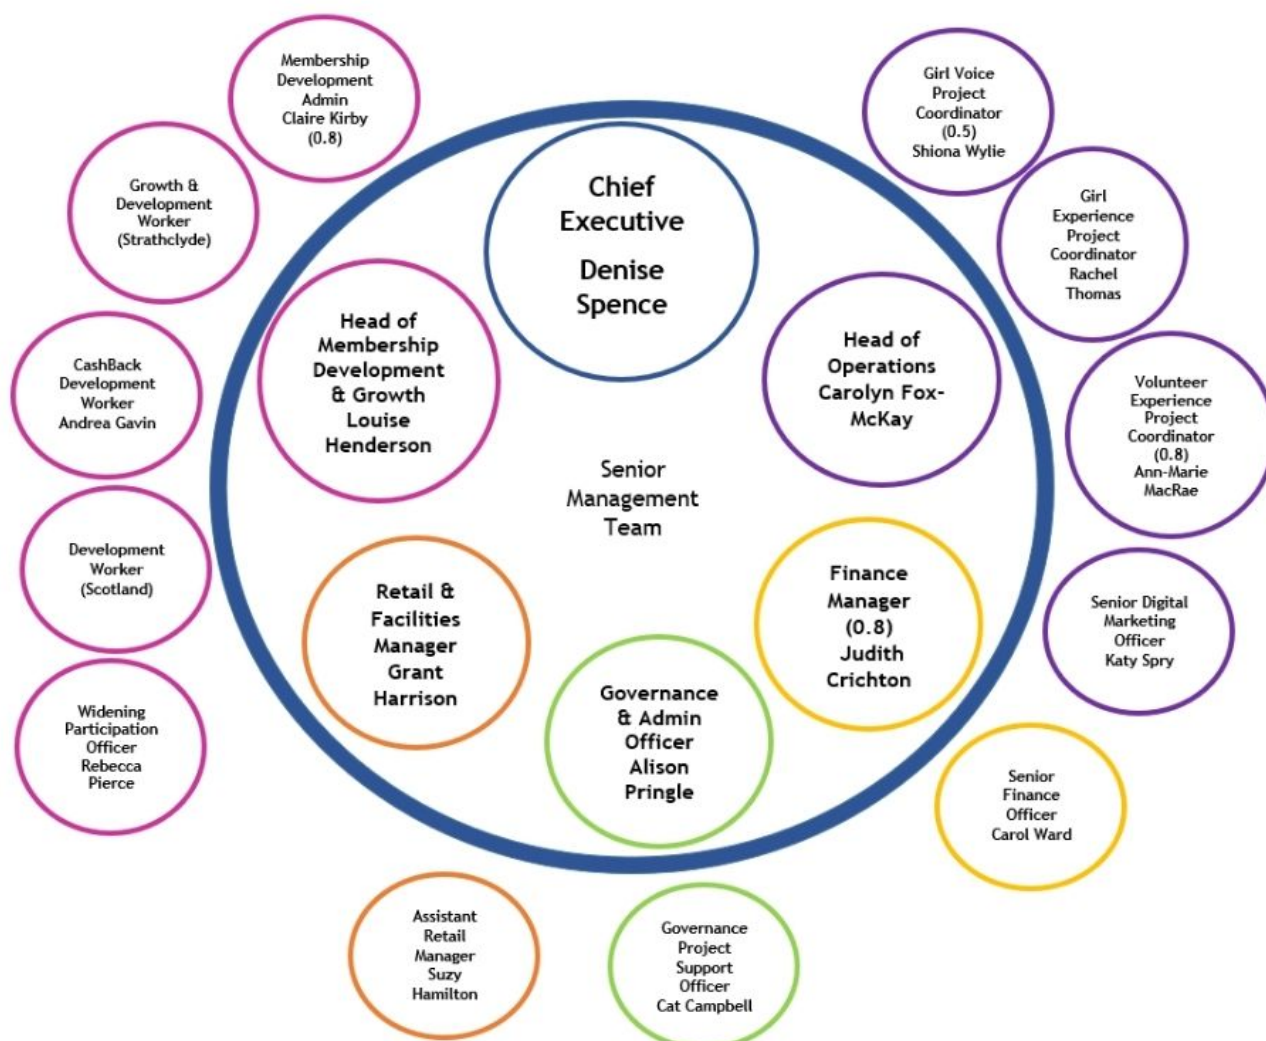 Membership
Development
Admin
Claire Kirby
(0.8)
Growth &
Development
Worker
(Strathclyde)
CashBack
Development
Worker
Andrea Gavin
Development
Worker
(Scotland)
Widening
Participation
Officer
Rebecca
Pierce
Chief
Executive
Denise
Spence
Head of
Membership
Development
& Growth
Louise
Henderson
Head of
Operations
Carolyn Fox-
McKay
Senior
Management
Team
Retail &
Facilities
Manager
Grant
Harrison
Governance
& Admin
Officer
Alison
Pringle
Finance
Manager
(0.8)
Judith
Crichton
Girl Voice
Project
Coordinator
(0.5)
Shiona Wylie
Girl
Experience
Project
Coordinator
Rachel
Thomas
Volunteer
Experience
Project
Coordinator
(0.8)
Ann-Marie
MacRae
Senior Digital
Marketing
Officer
Katy Spry
Senior
Finance
Officer
Carol Ward
Assistant
Retail
Manager
Suzy
Hamilton
Governance
Project
Support
Officer
Cat Campbell